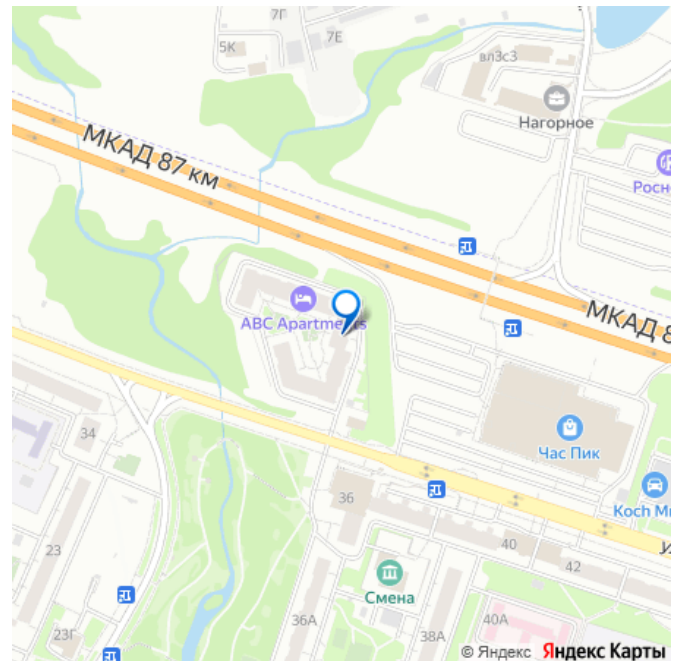 7Г
7Е
5К
вл3с3
Нагорное
МКАД 87 км
Росн
ABC Apartments
МКАД 8
Час Пик
34
36
Koch M
40
42
23
Смена
23Г
36А
38А
40А
© Яндекс Яндекс Карты